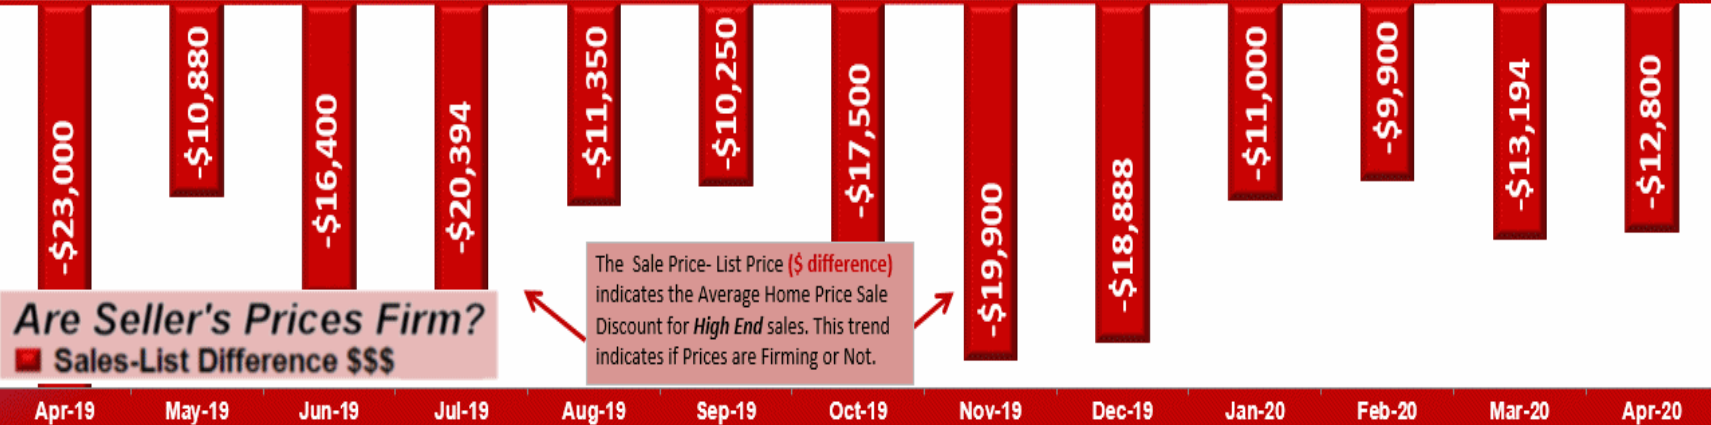 -$23,000
-$10,880
-$16,400
-$20,394
-$11,350
-$10,250
-$17,500
-$19,900
-$18,888
-$11,000
-$9,900
-$13,194
-$12,800
The Sale Price- List Price ($ difference)
indicates the Average Home Price Sale
Discount for High End sales. This trend
indicates if Prices are Firming or Not.
Are Seller's Prices Firm?
Sales-List Difference $$$
Apr-19 May-19 Jun-19 Jul-19 Aug-19 Sep-19 Oct-19 Nov-19 Dec-19 Jan-20 Feb-20 Mar-20 Apr-20